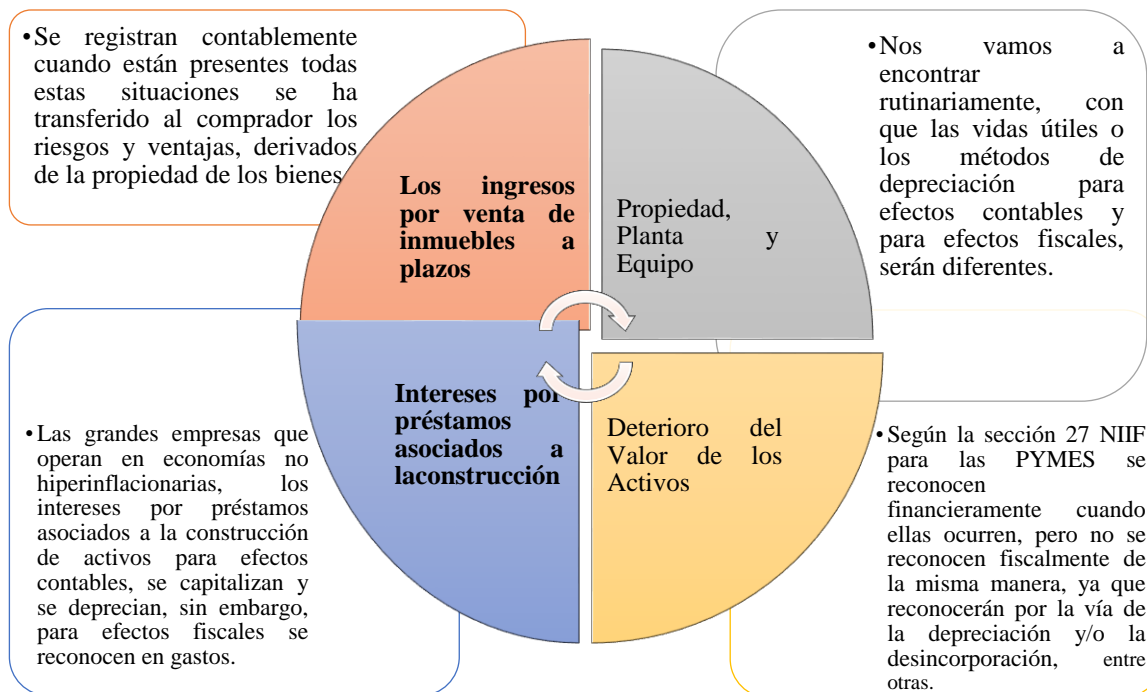 •Se registran contablemente
cuando están presentes todas
estas situaciones se ha
transferido al comprador los
riesgos y ventajas, derivados
de la propiedad de los bienes.
Los ingresos
por venta de
inmuebles a
plazos
Propiedad,
Planta y
Equipo
•Nos vamos a
encontrar
rutinariamente, con
que las vidas útiles o
los métodos de
depreciación para
efectos contables y
para efectos fiscales,
serán diferentes.
•Las grandes empresas que
operan en economías no
hiperinflacionarias, los
intereses por préstamos
asociados a la construcción
de activos para efectos
contables, se capitalizan y
se deprecian, sin embargo,
para efectos fiscales se
reconocen en gastos.
Intereses por
préstamos
asociados a
laconstrucción
Deterioro del
Valor de los
Activos
•Según la sección 27 NIIF
para las PYMES se
reconocen
financieramente cuando
ellas ocurren, pero no se
reconocen fiscalmente de
la misma manera, ya que
reconocerán por la vía de
la depreciación y/o la
desincorporación, entre
otras.